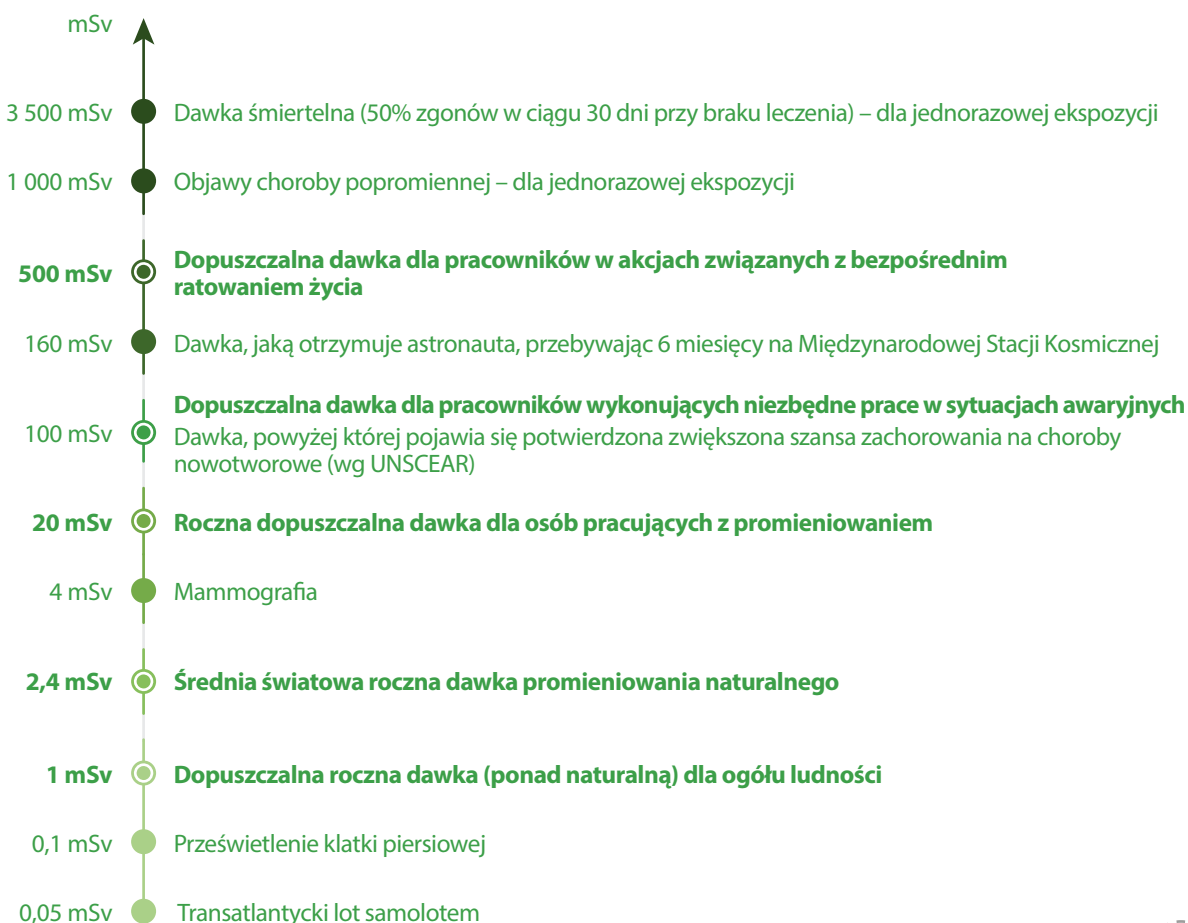 mSv
3 500 mSv Dawka śmiertelna (50% zgonów w ciągu 30 dni przy braku leczenia) – dla jednorazowej ekspozycji
1 000 mSv Objawy choroby popromiennej – dla jednorazowej ekspozycji
500 mSv Dopuszczalna dawka dla pracowników w akcjach związanych z bezpośrednim
ratowaniem życia
160 mSv Dawka, jaką otrzymuje astronauta, przebywając 6 miesięcy na Międzynarodowej Stacji Kosmicznej
Dopuszczalna dawka dla pracowników wykonujących niezbędne prace w sytuacjach awaryjnych
100 mSv Dawka, powyżej której pojawia się potwierdzona zwiększona szansa zachorowania na choroby
nowotworowe (wg UNSCEAR)
20 mSv Roczna dopuszczalna dawka dla osób pracujących z promieniowaniem
4 mSv Mammografia
2,4 mSv Średnia światowa roczna dawka promieniowania naturalnego
1 mSv Dopuszczalna roczna dawka (ponad naturalną) dla ogółu ludności
0,1 mSv Prześwietlenie klatki piersiowej
0,05 mSv Transatlantycki lot samolotem